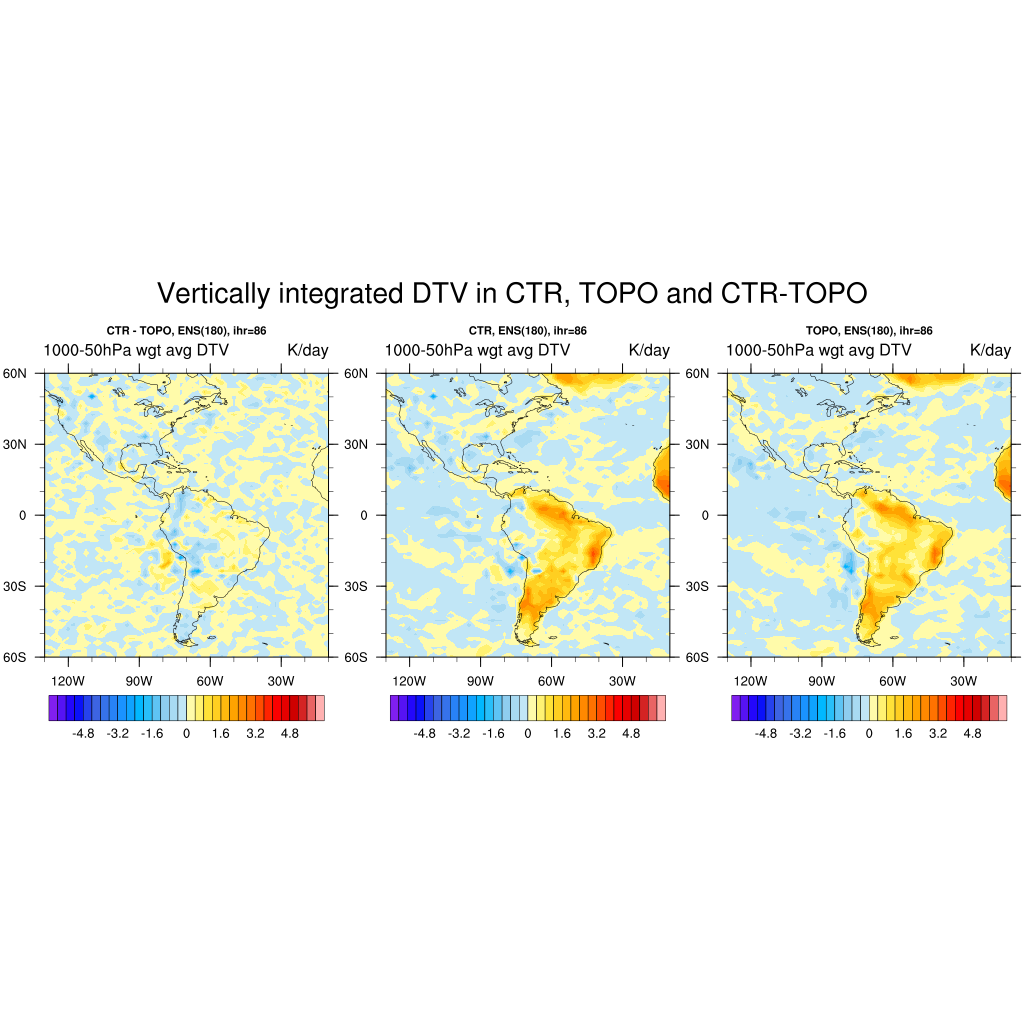 Vertically integrated DTV in CTR, TOPO and CTR-TOPO
CTR - TOPO, ENS(180), ihr=86
1000-50hPa wgt avg DTV K/day
60N
30N
0
30S
60S
120W 90W 60W 30W
-4.8 -3.2 -1.6 0 1.6 3.2 4.8
CTR, ENS(180), ihr=86
1000-50hPa wgt avg DTV K/day
60N
30N
0
30S
60S
120W 90W 60W 30W
-4.8 -3.2 -1.6 0 1.6 3.2 4.8
TOPO, ENS(180), ihr=86
1000-50hPa wgt avg DTV K/day
60N
30N
0
30S
60S
120W 90W 60W 30W
-4.8 -3.2 -1.6 0 1.6 3.2 4.8